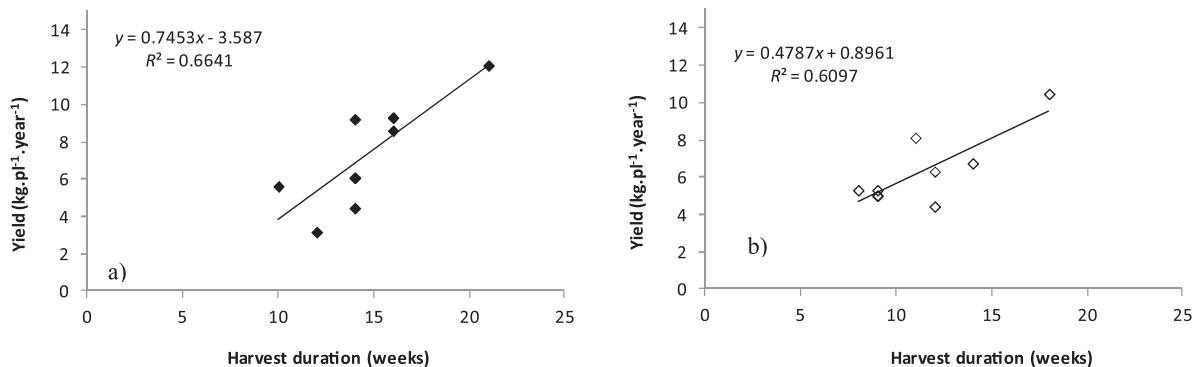 y = 0.7453x - 3.587
R² = 0.6641
14
12
10
8
6
4
2
0
Yield (kg.pl⁻¹.year⁻¹)
a)
0 5 10 15 20 25
Harvest duration (weeks)
y = 0.4787x + 0.8961
R² = 0.6097
14
12
10
8
6
4
2
0
Yield (kg.pl⁻¹.year⁻¹)
b)
0 5 10 15 20 25
Harvest duration (weeks)